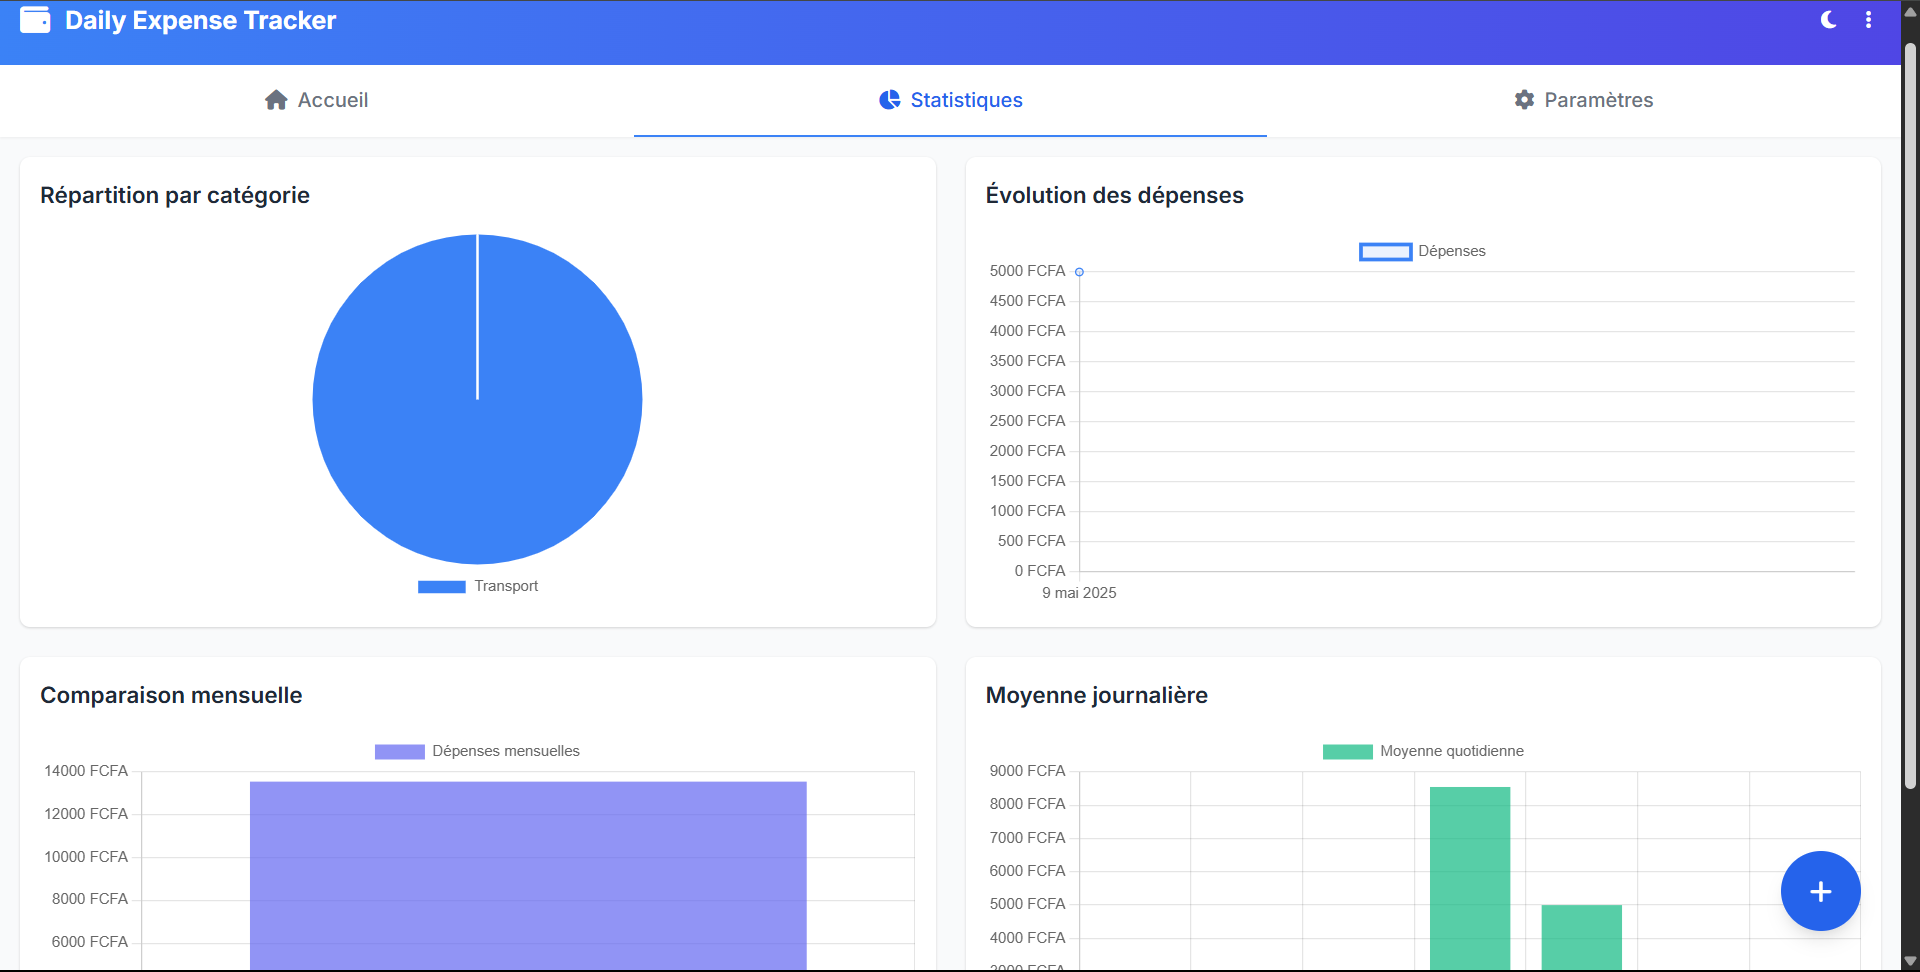 Daily Expense Tracker
Accueil
Statistiques
Paramètres
Répartition par catégorie
Transport
Évolution des dépenses
Dépenses
5000 FCFA
4500 FCFA
4000 FCFA
3500 FCFA
3000 FCFA
2500 FCFA
2000 FCFA
1500 FCFA
1000 FCFA
500 FCFA
0 FCFA
9 mai 2025
Comparaison mensuelle
Dépenses mensuelles
14000 FCFA
12000 FCFA
10000 FCFA
8000 FCFA
6000 FCFA
Moyenne journalière
Moyenne quotidienne
9000 FCFA
8000 FCFA
7000 FCFA
6000 FCFA
5000 FCFA
4000 FCFA
3000 FCFA